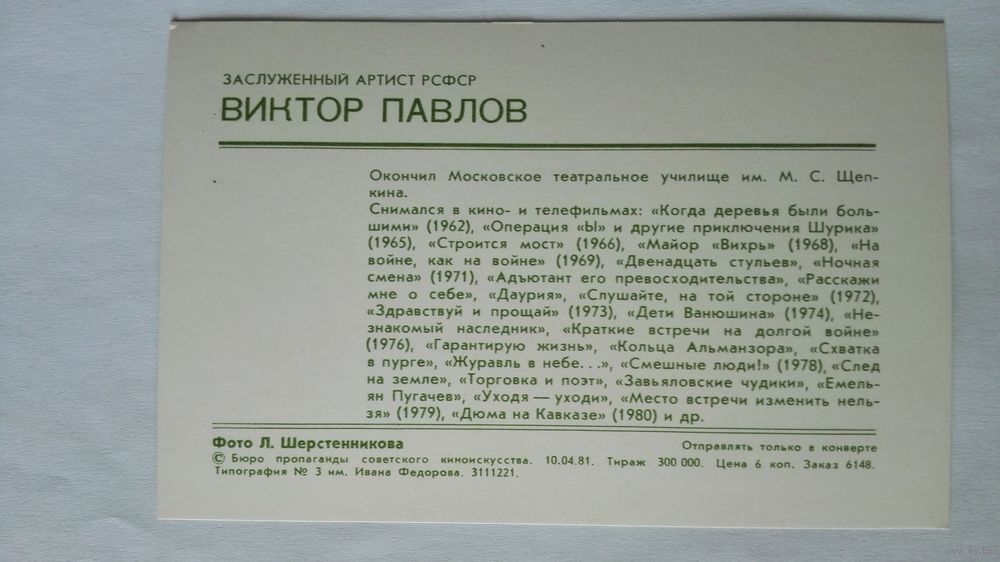 ЗАСЛУЖЕННЫЙ АРТИСТ РСФСР
ВИКТОР ПАВЛОВ
Окончил Московское театральное училище им. М. С. Щеп-
кина.
Снимался в кино- и телефильмах: «Когда деревья были боль-
шими» (1962), «Операция «Ы» и другие приключения Шурика»
(1965), «Строится мост» (1966), «Майор «Вихрь» (1968), «На
войне, как на войне» (1969), «Двенадцать стульев», «Ночная
смена» (1971), «Адъютант его превосходительства», «Расскажи
мне о себе», «Даурия», «Слушайте, на той стороне» (1972),
«Здравствуй и прощай» (1973), «Дети Ванюшина» (1974), «Не-
знакомый наследник», «Краткие встречи на долгой войне»
(1976), «Гарантирую жизнь», «Кольца Альманзора», «Схватка
в пурге», «Журавль в небе...», «Смешные люди!» (1978), «След
на земле», «Торговка и поэт», «Завьяловские чудики», «Емель-
ян Пугачев», «Уходя — уходи», «Место встречи изменить нель-
зя» (1979), «Дюма на Кавказе» (1980) и др.
Фото Л. Шерстенникова
Отправлять только в конверте
© Бюро пропаганды советского киноискусства. 10.04.81. Тираж 300 000. Цена 6 коп. Заказ 6148.
Типография № 3 им. Ивана Федорова. 3111221.
www.ay.by